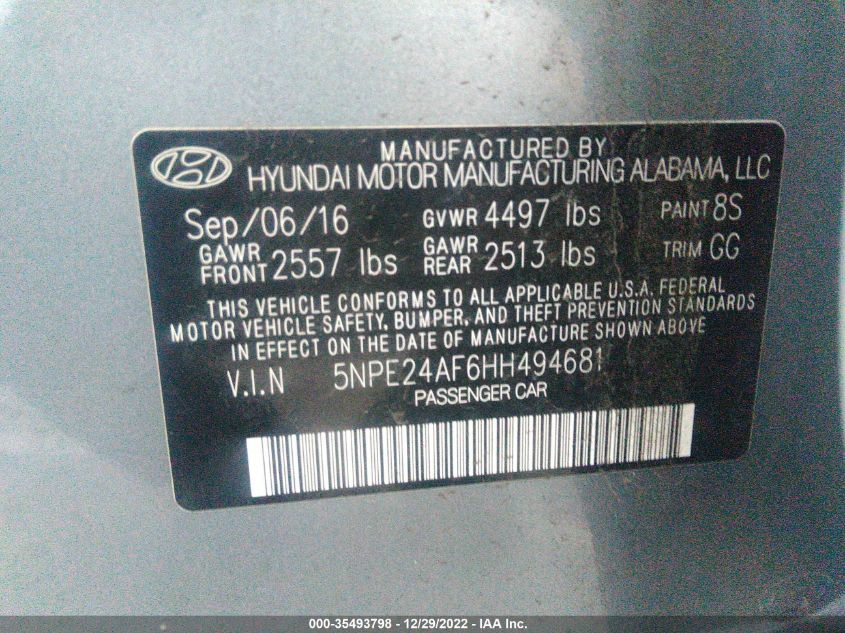 MANUFACTURED BY
HYUNDAI MOTOR MANUFACTURING ALABAMA, LLC
Sep/06/16 GVWR 4497 lbs PAINT 8S
GAWR FRONT 2557 lbs GAWR REAR 2513 lbs TRIM GG
THIS VEHICLE CONFORMS TO ALL APPLICABLE U.S.A. FEDERAL
MOTOR VEHICLE SAFETY, BUMPER, AND THEFT PREVENTION STANDARDS
IN EFFECT ON THE DATE OF MANUFACTURE SHOWN ABOVE
V.I.N 5NPE24AF6HH494681
PASSENGER CAR
000-35493798 - 12/29/2022 - IAA Inc.